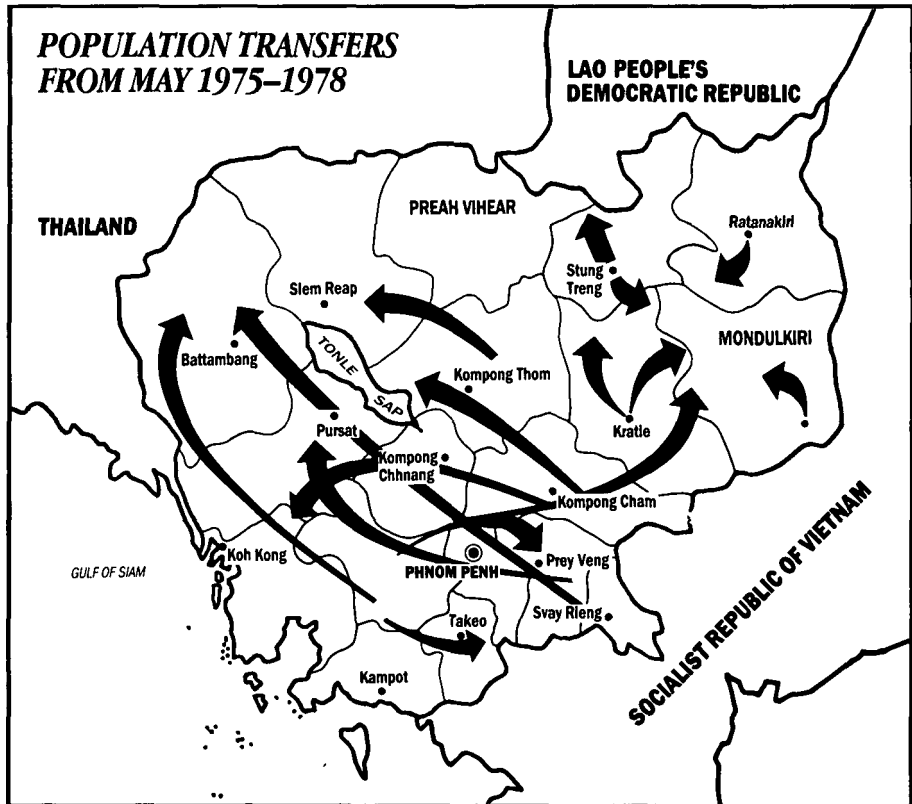 POPULATION TRANSFERS
FROM MAY 1975–1978
LAO PEOPLE'S
DEMOCRATIC REPUBLIC
THAILAND
PREAH VIHEAR
Ratanakiri
Stung
Treng
Siem Reap
MONDULKIRI
TONLE
SAP
Battambang
Kompong Thom
Pursat
Kratie
Kompong
Chhnang
Kompong Cham
Koh Kong
GULF OF SIAM
PHNOM PENH
Prey Veng
Svay Rieng
Takeo
Kampot
SOCIALIST REPUBLIC OF VIETNAM